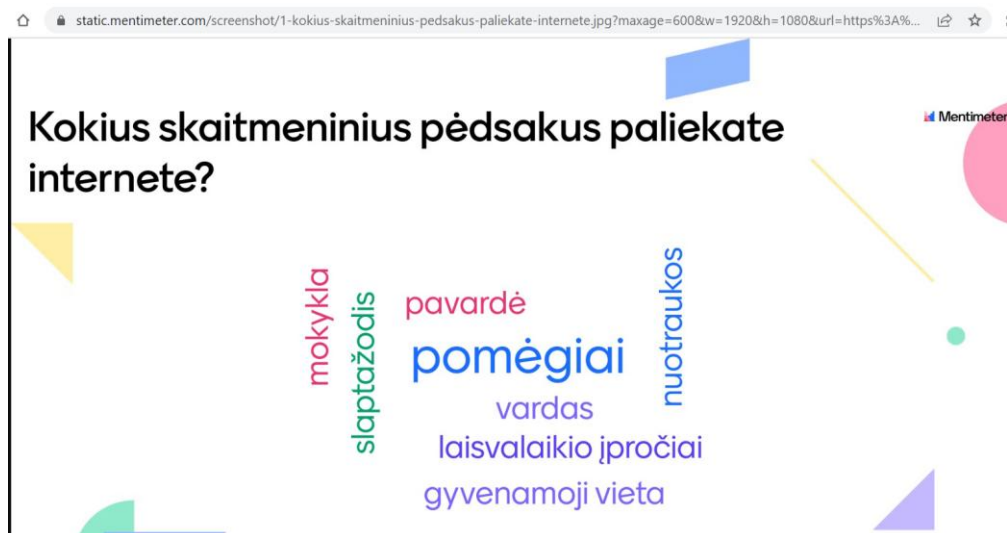 static.mentimeter.com/screenshot/1-kokius-skaitmeninius-pedsakus-paliekate-internete.jpg?maxage=600&w=1920&h=1080&url=https%3A%...
Kokius skaitmeninius pėdsakus paliekate
internete?
Mentimeter
mokykla
slaptažodis
pavardė
nuotraukos
pomėgiai
vardas
laisvalaikio įpročiai
gyvenamoji vieta